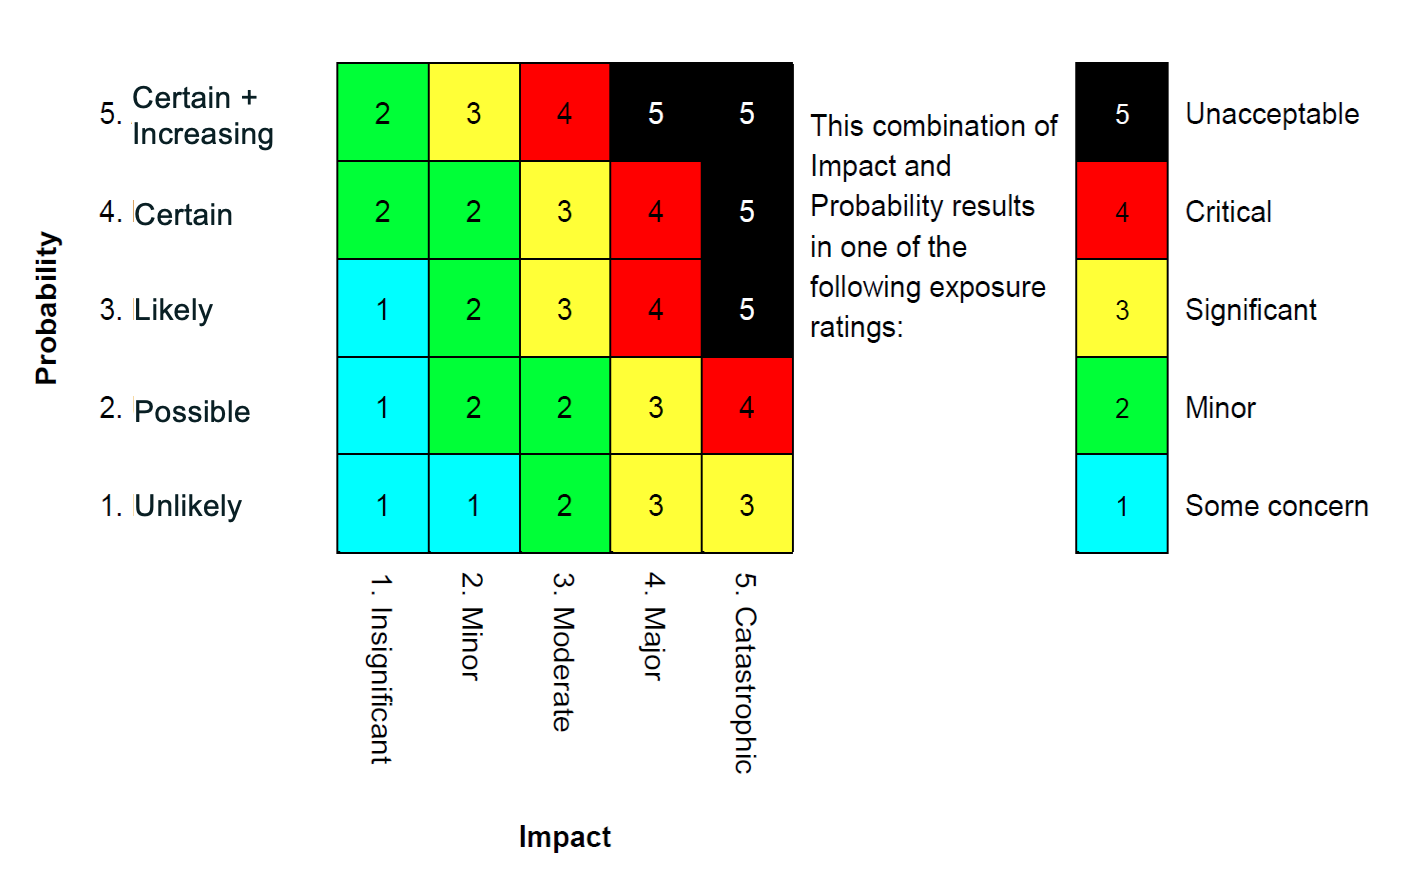 5. Certain +
Increasing
2 3 4 5 5
4. Certain
2 2 3 4 5
3. Likely
1 2 3 4 5
2. Possible
1 2 2 3 4
1. Unlikely
1 1 2 3 3
Probability
1. Insignificant
2. Minor
3. Moderate
4. Major
5. Catastrophic
Impact
This combination of
Impact and
Probability results
in one of the
following exposure
ratings:
5 Unacceptable
4 Critical
3 Significant
2 Minor
1 Some concern